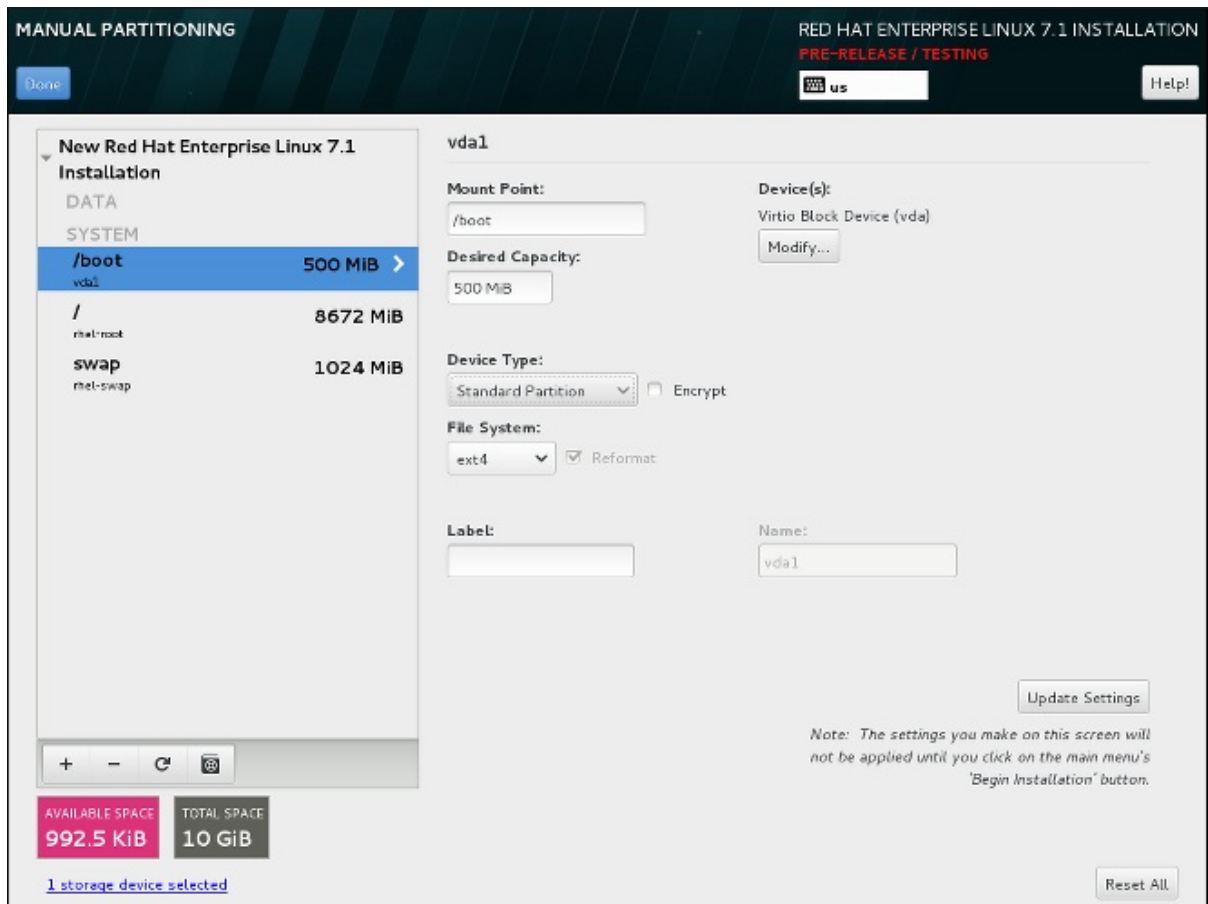 MANUAL PARTITIONING
RED HAT ENTERPRISE LINUX 7.1 INSTALLATION
PRE-RELEASE / TESTING
Done
us
Help!
New Red Hat Enterprise Linux 7.1
Installation
DATA
SYSTEM
/boot
500 MiB
vda1
/
8672 MiB
rhel-root
swap
1024 MiB
rhel-swap
vda1
Mount Point:
/boot
Desired Capacity:
500 MiB
Device(s):
Virtio Block Device (vda)
Modify...
Device Type:
Standard Partition
Encrypt
File System:
ext4
Reformat
Label:
Name:
vda1
Update Settings
Note: The settings you make on this screen will
not be applied until you click on the main menu's
'Begin Installation' button.
+ -
AVAILABLE SPACE
992.5 KiB
TOTAL SPACE
10 GiB
1 storage device selected
Reset All